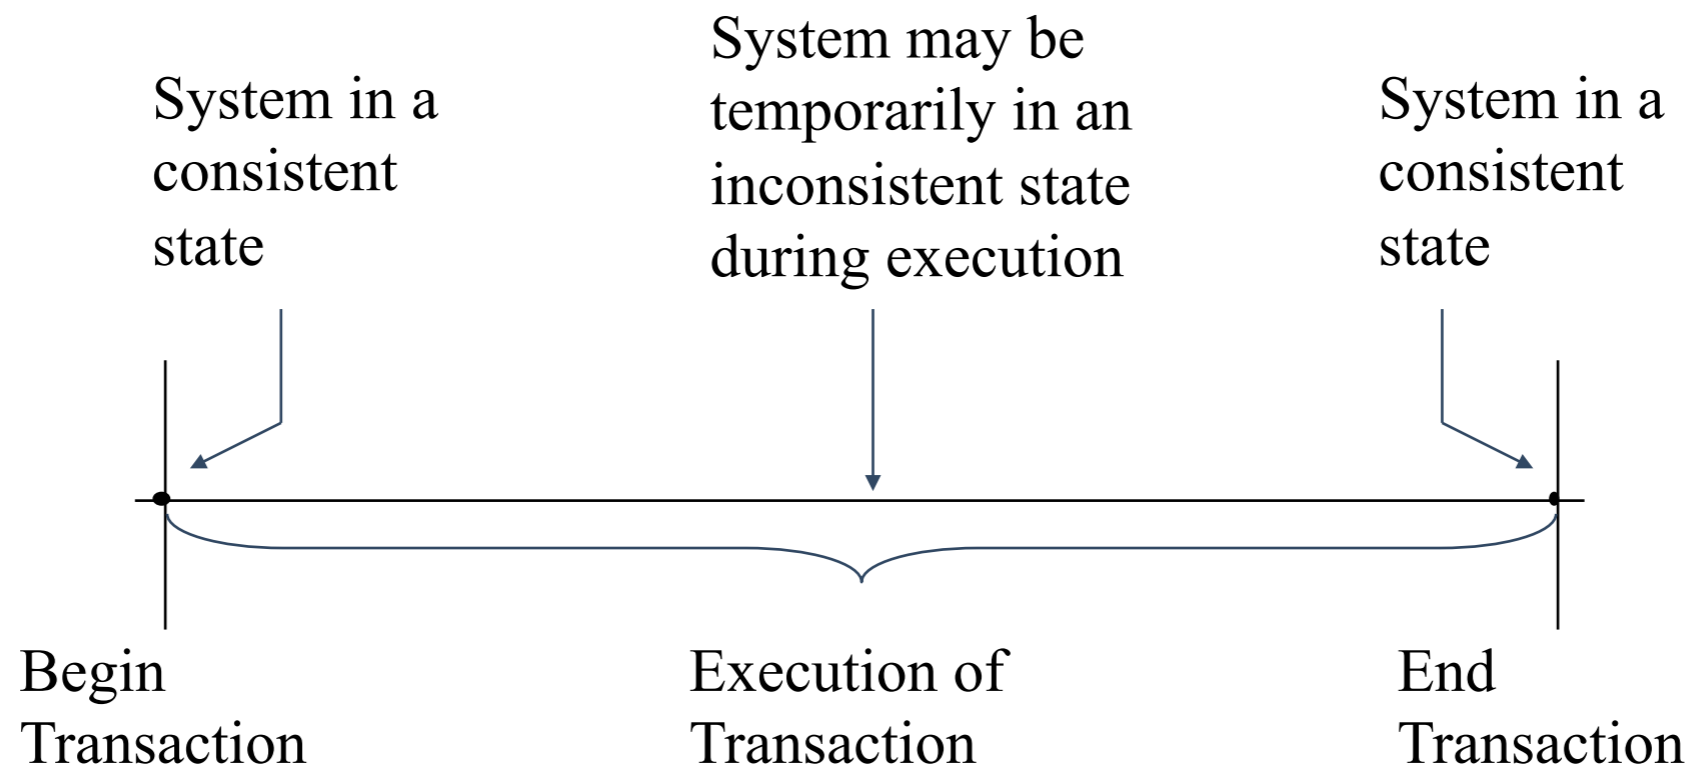 System in a
consistent
state
System may be
temporarily in an
inconsistent state
during execution
System in a
consistent
state
Begin
Transaction
Execution of
Transaction
End
Transaction